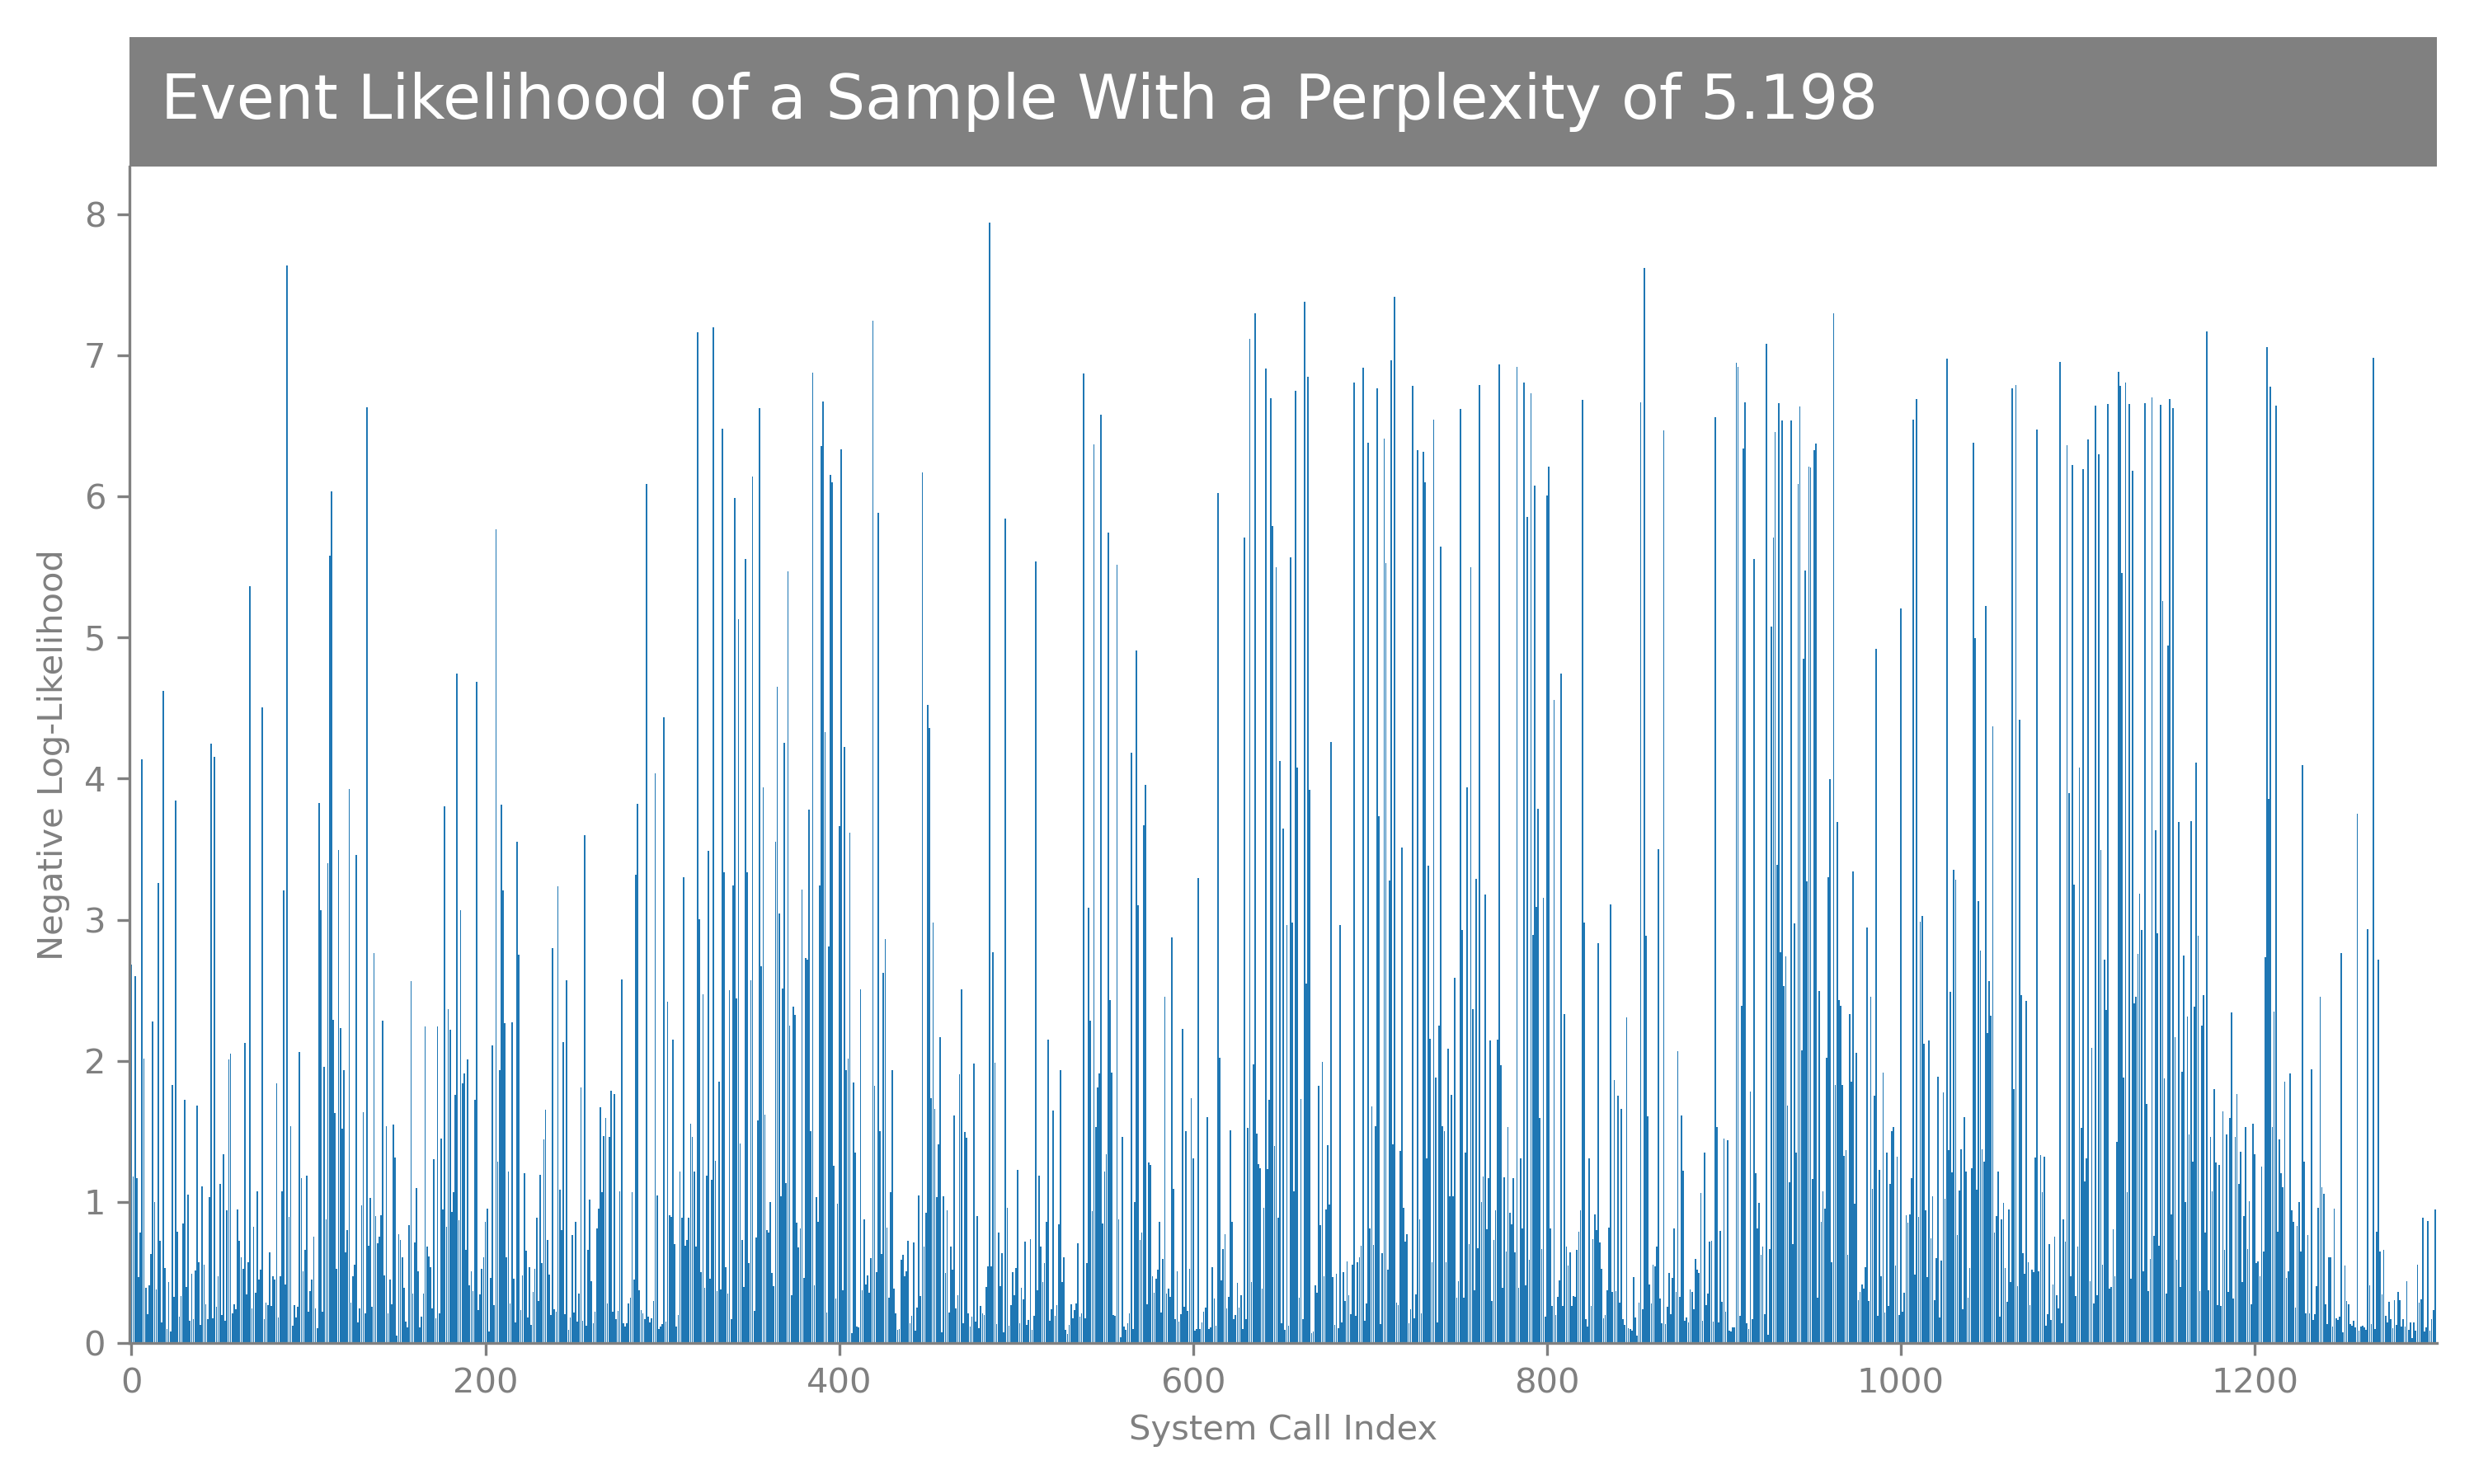 Event Likelihood of a Sample With a Perplexity of 5.198
8
7
6
5
4
3
2
1
0
Negative Log-Likelihood
0 200 400 600 800 1000 1200
System Call Index